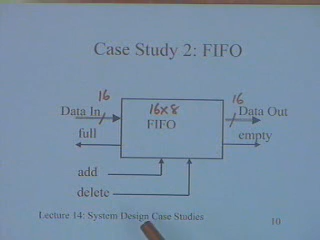 Case Study 2: FIFO
16 16
Data In 16x8 Data Out
FIFO
full empty
add
delete
Lecture 14: System Design Case Studies 10